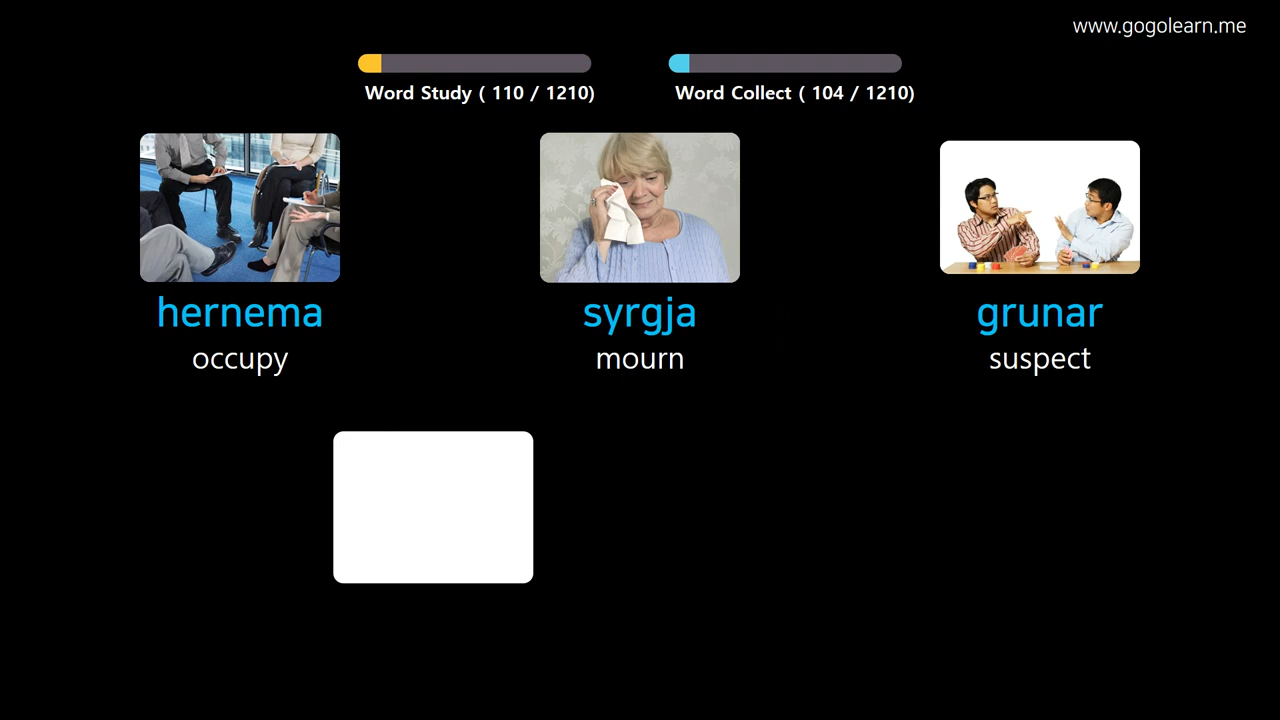 www.gogolearn.me
Word Study ( 110 / 1210)
Word Collect ( 104 / 1210)
hernema
syrgja
grunar
occupy
mourn
suspect